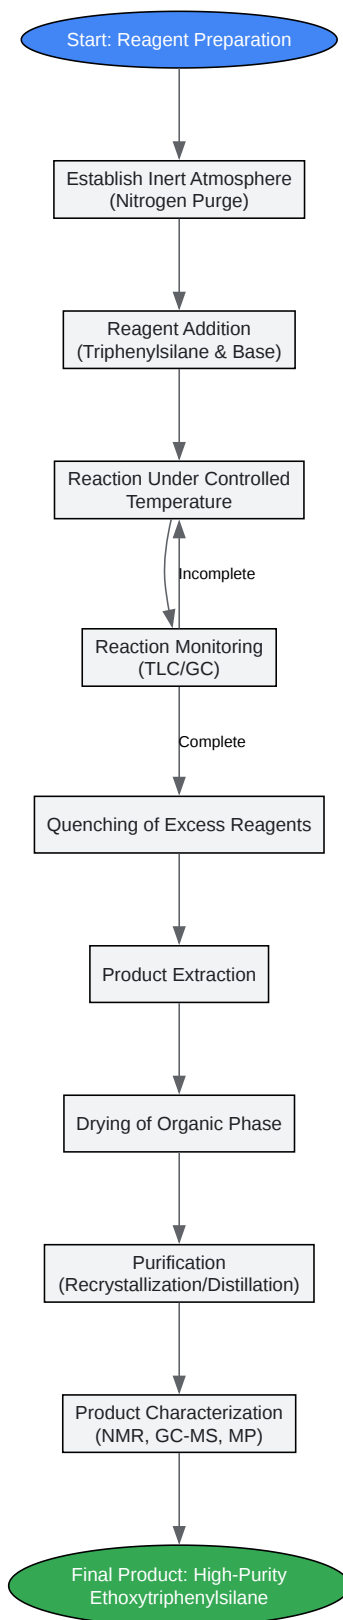 Start: Reagent Preparation
Establish Inert Atmosphere
(Nitrogen Purge)
Reagent Addition
(Triphenylsilane & Base)
Reaction Under Controlled
Temperature
Incomplete
Reaction Monitoring
(TLC/GC)
Complete
Quenching of Excess Reagents
Product Extraction
Drying of Organic Phase
Purification
(Recrystallization/Distillation)
Product Characterization
(NMR, GC-MS, MP)
Final Product: High-Purity
Ethoxytriphenylsilane